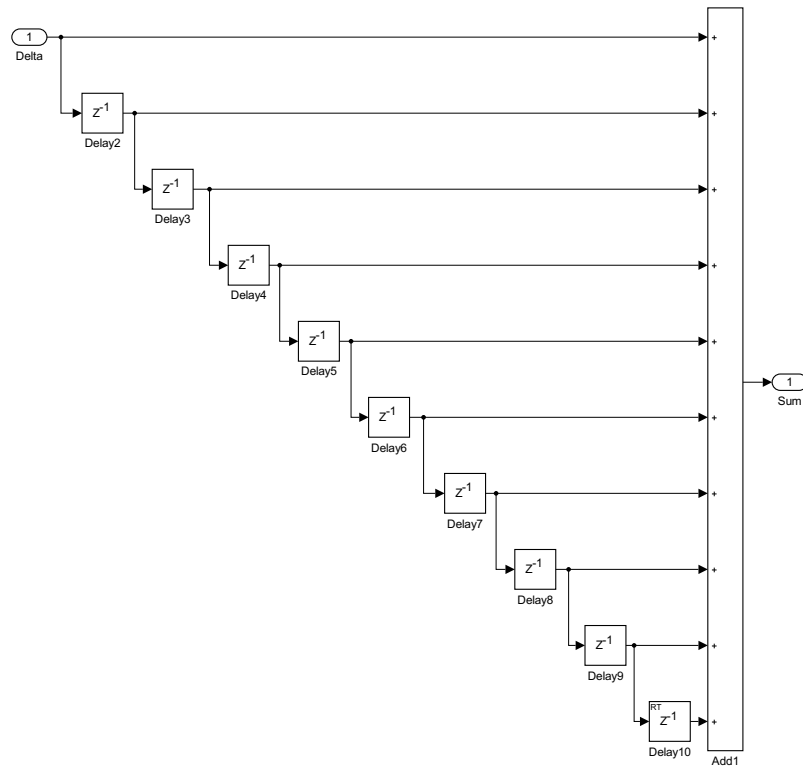 1
Delta
+
z-1
Delay2
+
z-1
Delay3
+
z-1
Delay4
+
z-1
Delay5
+
1
Sum
z-1
Delay6
+
z-1
Delay7
+
z-1
Delay8
+
z-1
Delay9
+
RT
z-1
Delay10
+
Add1